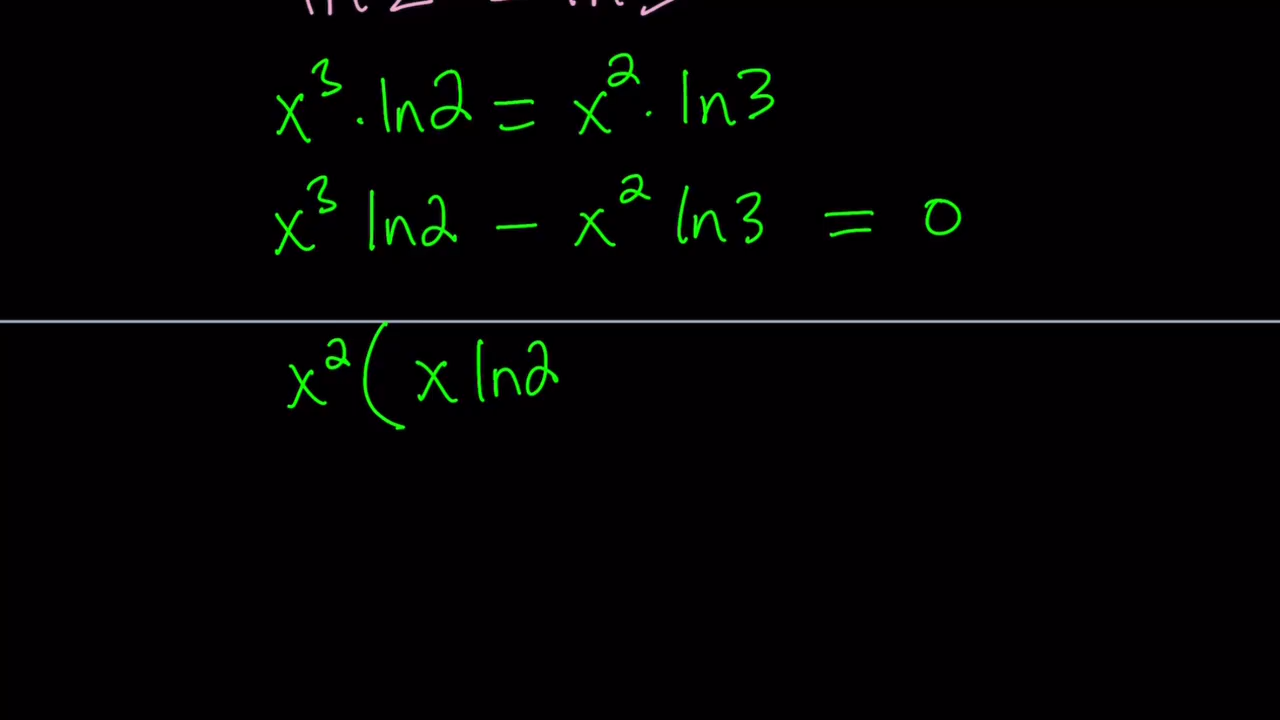 x³ · ln2 = x² · ln3
x³ ln2 − x² ln3 = 0
x² ( x ln2